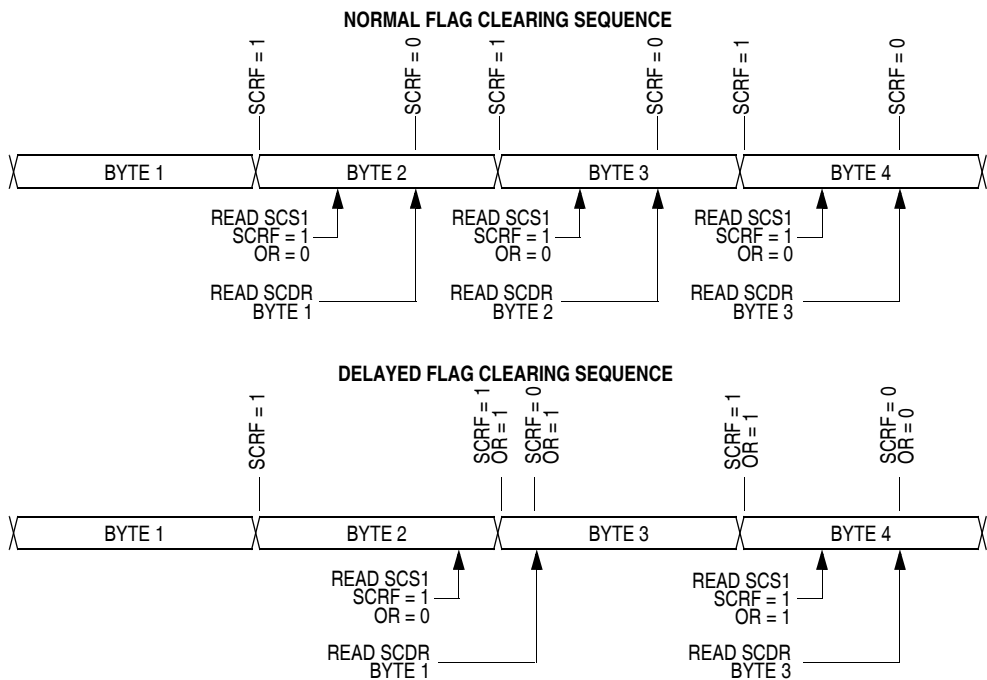 NORMAL FLAG CLEARING SEQUENCE
SCRF = 1
SCRF = 0
SCRF = 1
SCRF = 0
SCRF = 1
SCRF = 0
BYTE 1
BYTE 2
BYTE 3
BYTE 4
READ SCS1
SCRF = 1
OR = 0
READ SCS1
SCRF = 1
OR = 0
READ SCS1
SCRF = 1
OR = 0
READ SCDR
BYTE 1
READ SCDR
BYTE 2
READ SCDR
BYTE 3
DELAYED FLAG CLEARING SEQUENCE
SCRF = 1
SCRF = 1
OR = 1
SCRF = 0
OR = 1
SCRF = 1
OR = 1
SCRF = 0
OR = 0
BYTE 1
BYTE 2
BYTE 3
BYTE 4
READ SCS1
SCRF = 1
OR = 0
READ SCS1
SCRF = 1
OR = 1
READ SCDR
BYTE 1
READ SCDR
BYTE 3